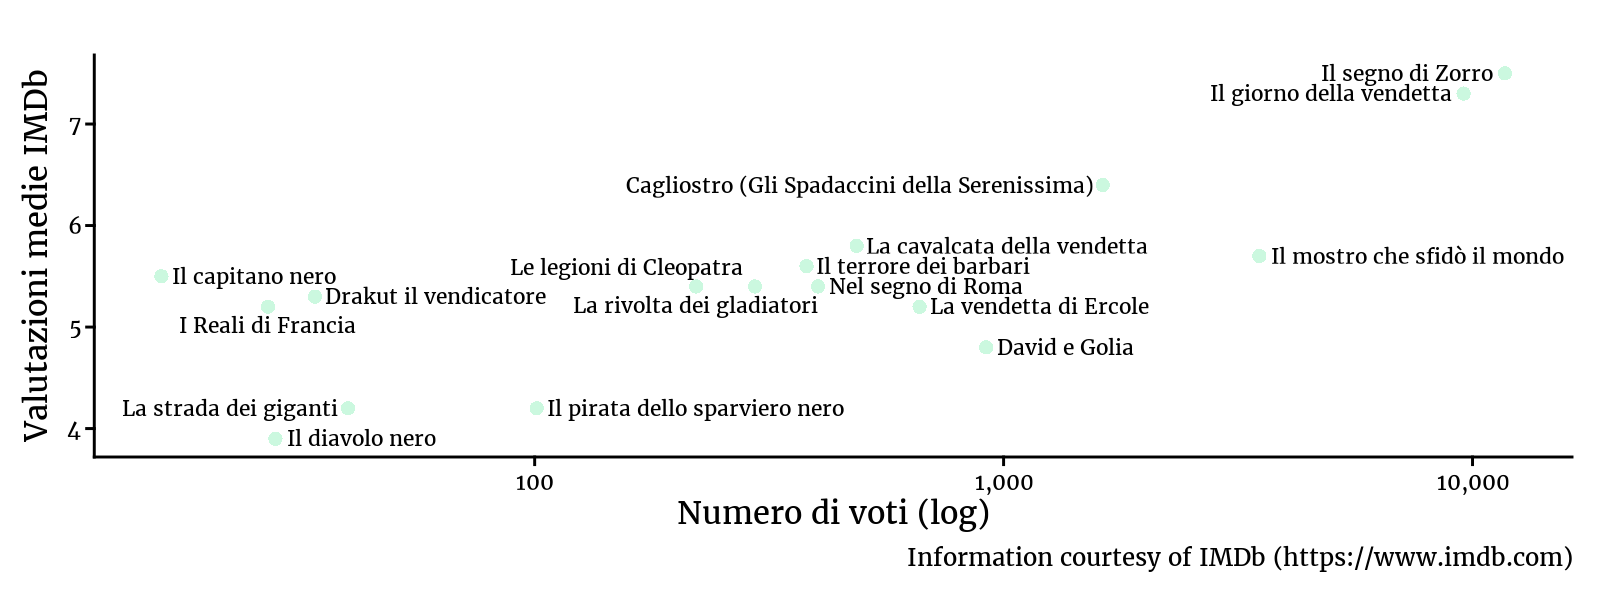 Valutazioni medie IMDb
7
6
5
4
Il segno di Zorro
Il giorno della vendetta
Cagliostro (Gli Spadaccini della Serenissima)
La cavalcata della vendetta
Il mostro che sfidò il mondo
Le legioni di Cleopatra
Il terrore dei barbari
Il capitano nero
Nel segno di Roma
Drakut il vendicatore
La rivolta dei gladiatori
La vendetta di Ercole
I Reali di Francia
David e Golia
La strada dei giganti
Il pirata dello sparviero nero
Il diavolo nero
100
1,000
10,000
Numero di voti (log)
Information courtesy of IMDb (https://www.imdb.com)